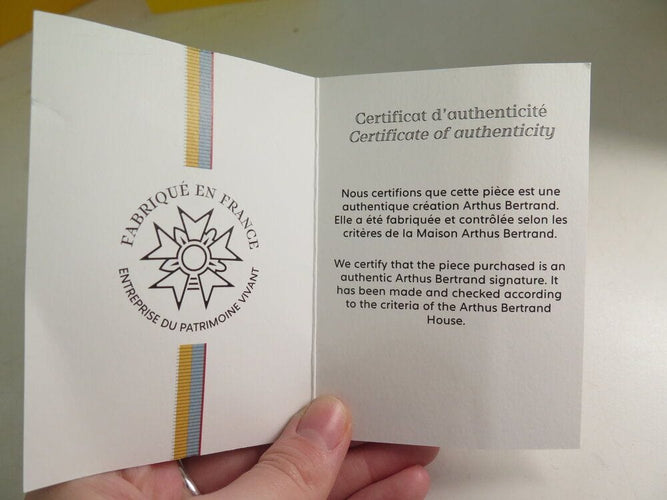 FABRIQUÉ EN FRANCE
ENTREPRISE DU PATRIMOINE VIVANT
Certificat d'authenticité
Certificate of authenticity
Nous certifions que cette pièce est une
authentique création Arthus Bertrand.
Elle a été fabriquée et contrôlée selon les
critères de la Maison Arthus Bertrand.
We certify that the piece purchased is an
authentic Arthus Bertrand signature. It
has been made and checked according
to the criteria of the Arthus Bertrand
House.